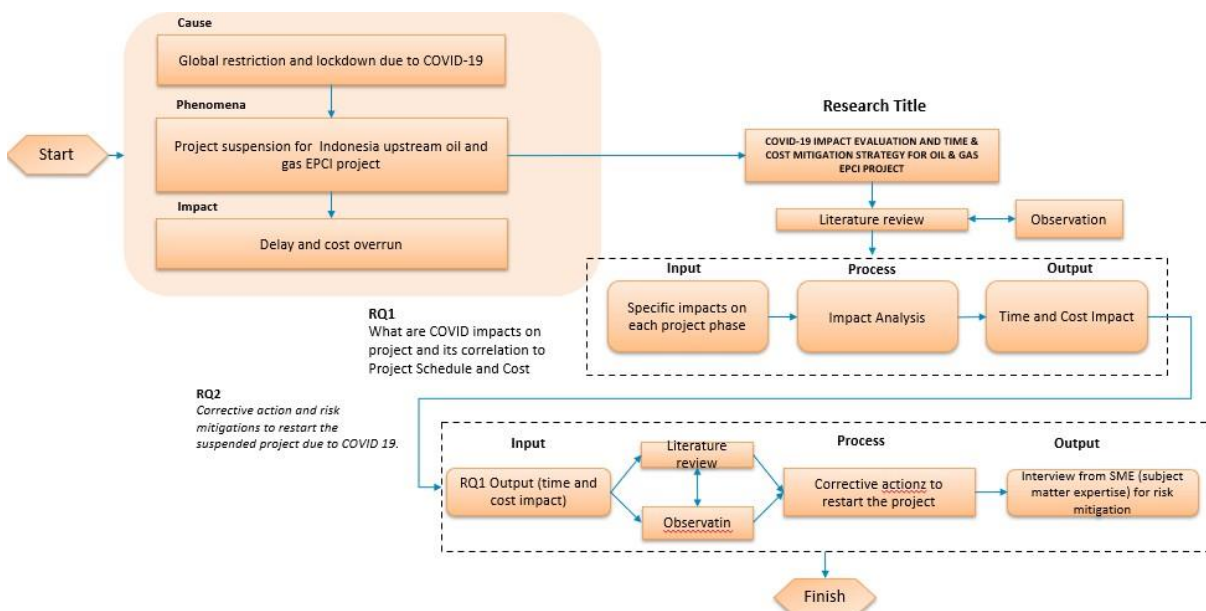 Start
Cause
Global restriction and lockdown due to COVID-19
Phenomena
Project suspension for Indonesia upstream oil and
gas EPCI project
Impact
Delay and cost overrun
Research Title
COVID-19 IMPACT EVALUATION AND TIME &
COST MITIGATION STRATEGY FOR OIL & GAS
EPCI PROJECT
Literature review
Observation
RQ1
What are COVID impacts on
project and its correlation to
Project Schedule and Cost
Input
Process
Output
Specific impacts on
each project phase
Impact Analysis
Time and Cost Impact
RQ2
Corrective action and risk
mitigations to restart the
suspended project due to COVID 19.
Input
Process
Output
RQ1 Output (time and
cost impact)
Literature
review
Observatin
Corrective actionz to
restart the project
Interview from SME (subject
matter expertise) for risk
mitigation
Finish